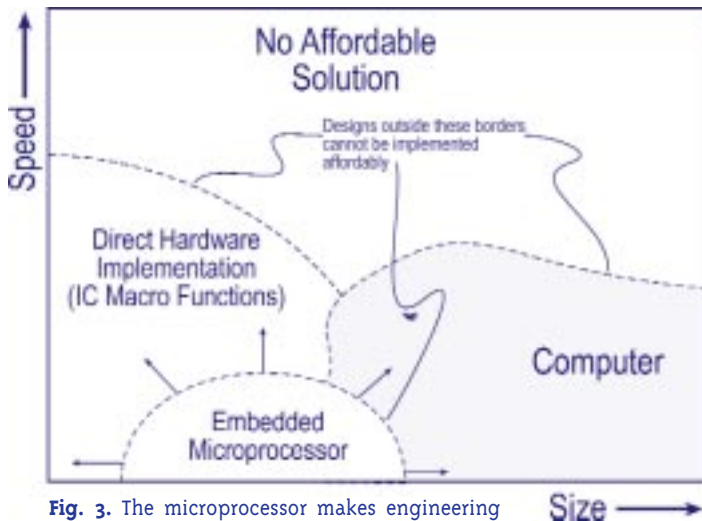 No Affordable
Solution
Speed
Designs outside these borders
cannot be implemented
affordably
Direct Hardware
Implementation
(IC Macro Functions)
Computer
Embedded
Microprocessor
Size
Fig. 3. The microprocessor makes engineering